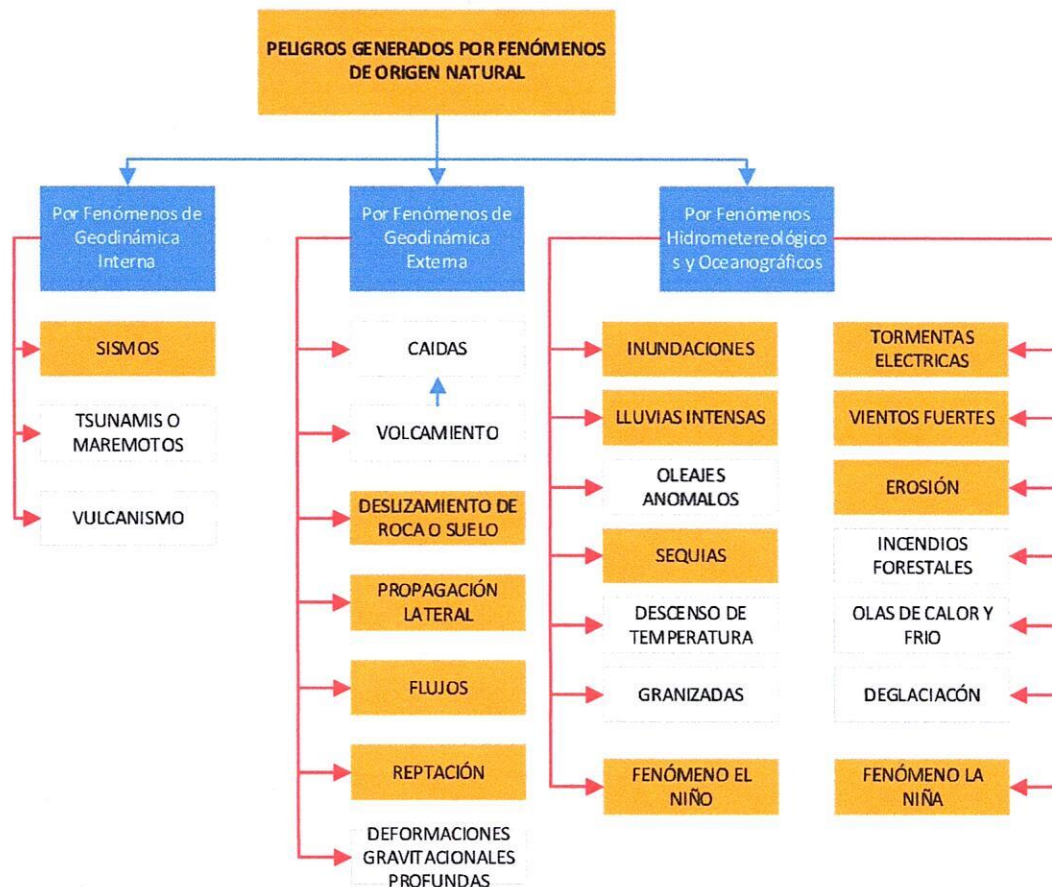 PELIGROS GENERADOS POR FENÓMENOS
DE ORIGEN NATURAL
Por Fenómenos de
Geodinámica
Interna
SISMOS
TSUNAMIS O
MAREMOTOS
VULCANISMO
Por Fenómenos de
Geodinámica
Externa
CAIDAS
VOLCAMIENTO
DESLIZAMIENTO DE
ROCA O SUELO
PROPAGACIÓN
LATERAL
FLUJOS
REPTACIÓN
DEFORMACIONES
GRAVITACIONALES
PROFUNDAS
Por Fenómenos
Hidrometereológico
s y Oceanográficos
INUNDACIONES
LLUVIAS INTENSAS
OLEAJES
ANOMALOS
SEQUIAS
DESCENSO DE
TEMPERATURA
GRANIZADAS
FENÓMENO EL
NIÑO
TORMENTAS
ELECTRICAS
VIENTOS FUERTES
EROSIÓN
INCENDIOS
FORESTALES
OLAS DE CALOR Y
FRIO
DEGLACIACÓN
FENÓMENO LA
NIÑA